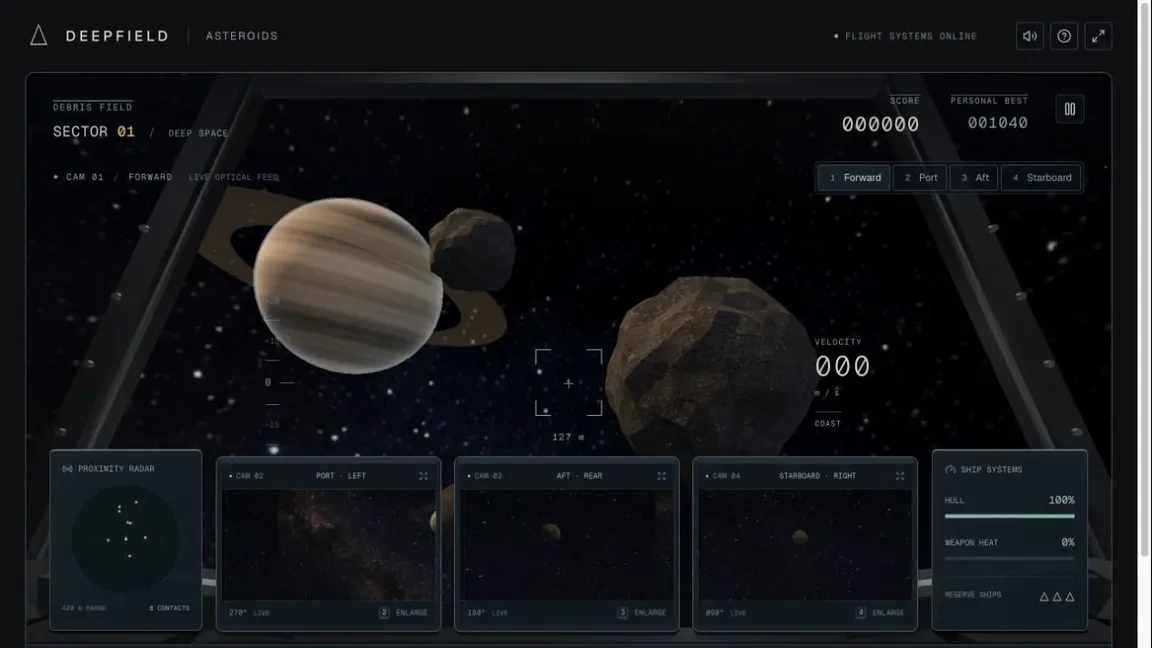 DEEPFIELD
ASTEROIDS
FLIGHT SYSTEMS ONLINE
DEBRIS FIELD
SECTOR 01 / DEEP SPACE
CAM 01 / FORWARD LIVE OPTICAL FEED
SCORE
000000
PERSONAL BEST
001040
1 Forward
2 Port
3 Aft
4 Starboard
0
-15
127 m
VELOCITY
000
m / s
COAST
PROXIMITY RADAR
420 m RANGE
8 CONTACTS
CAM 02
PORT · LEFT
270° LIVE
2 ENLARGE
CAM 03
AFT · REAR
180° LIVE
3 ENLARGE
CAM 04
STARBOARD · RIGHT
090° LIVE
4 ENLARGE
SHIP SYSTEMS
HULL 100%
WEAPON HEAT 0%
RESERVE SHIPS